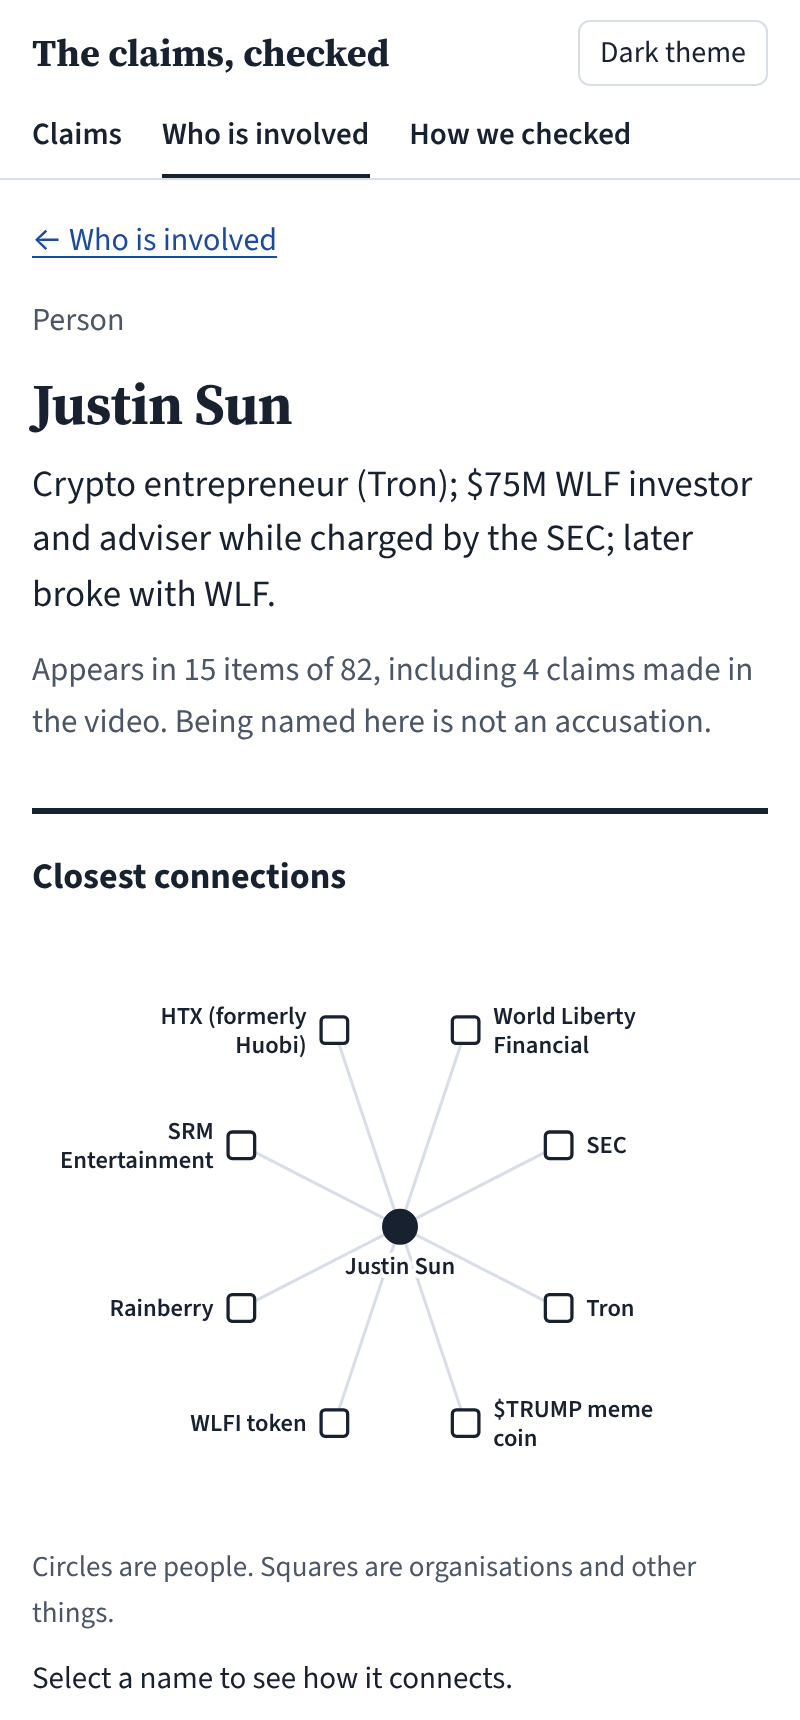 The claims, checked
Dark theme
Claims
Who is involved
How we checked
← Who is involved
Person
Justin Sun
Crypto entrepreneur (Tron); $75M WLF investor
and adviser while charged by the SEC; later
broke with WLF.
Appears in 15 items of 82, including 4 claims made in
the video. Being named here is not an accusation.
Closest connections
HTX (formerly
Huobi)
World Liberty
Financial
SRM
Entertainment
SEC
Justin Sun
Rainberry
Tron
WLFI token
$TRUMP meme
coin
Circles are people. Squares are organisations and other
things.
Select a name to see how it connects.